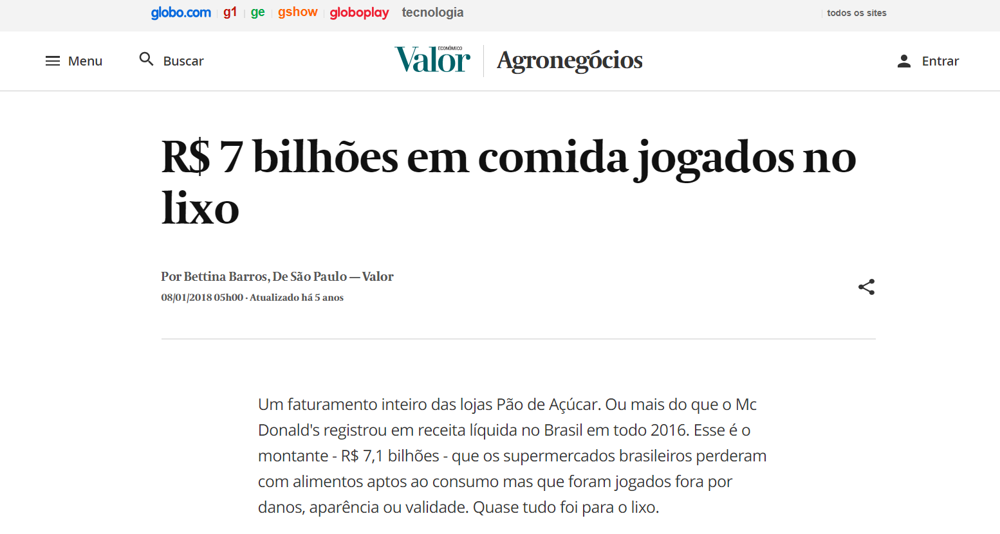 globo.com g1 ge gshow globoplay tecnologia todos os sites
Menu Buscar Valor ECONÔMICO Agronegócios Entrar
R$ 7 bilhões em comida jogados no
lixo
Por Bettina Barros, De São Paulo — Valor
08/01/2018 05h00 · Atualizado há 5 anos
Um faturamento inteiro das lojas Pão de Açúcar. Ou mais do que o Mc
Donald's registrou em receita líquida no Brasil em todo 2016. Esse é o
montante - R$ 7,1 bilhões - que os supermercados brasileiros perderam
com alimentos aptos ao consumo mas que foram jogados fora por
danos, aparência ou validade. Quase tudo foi para o lixo.